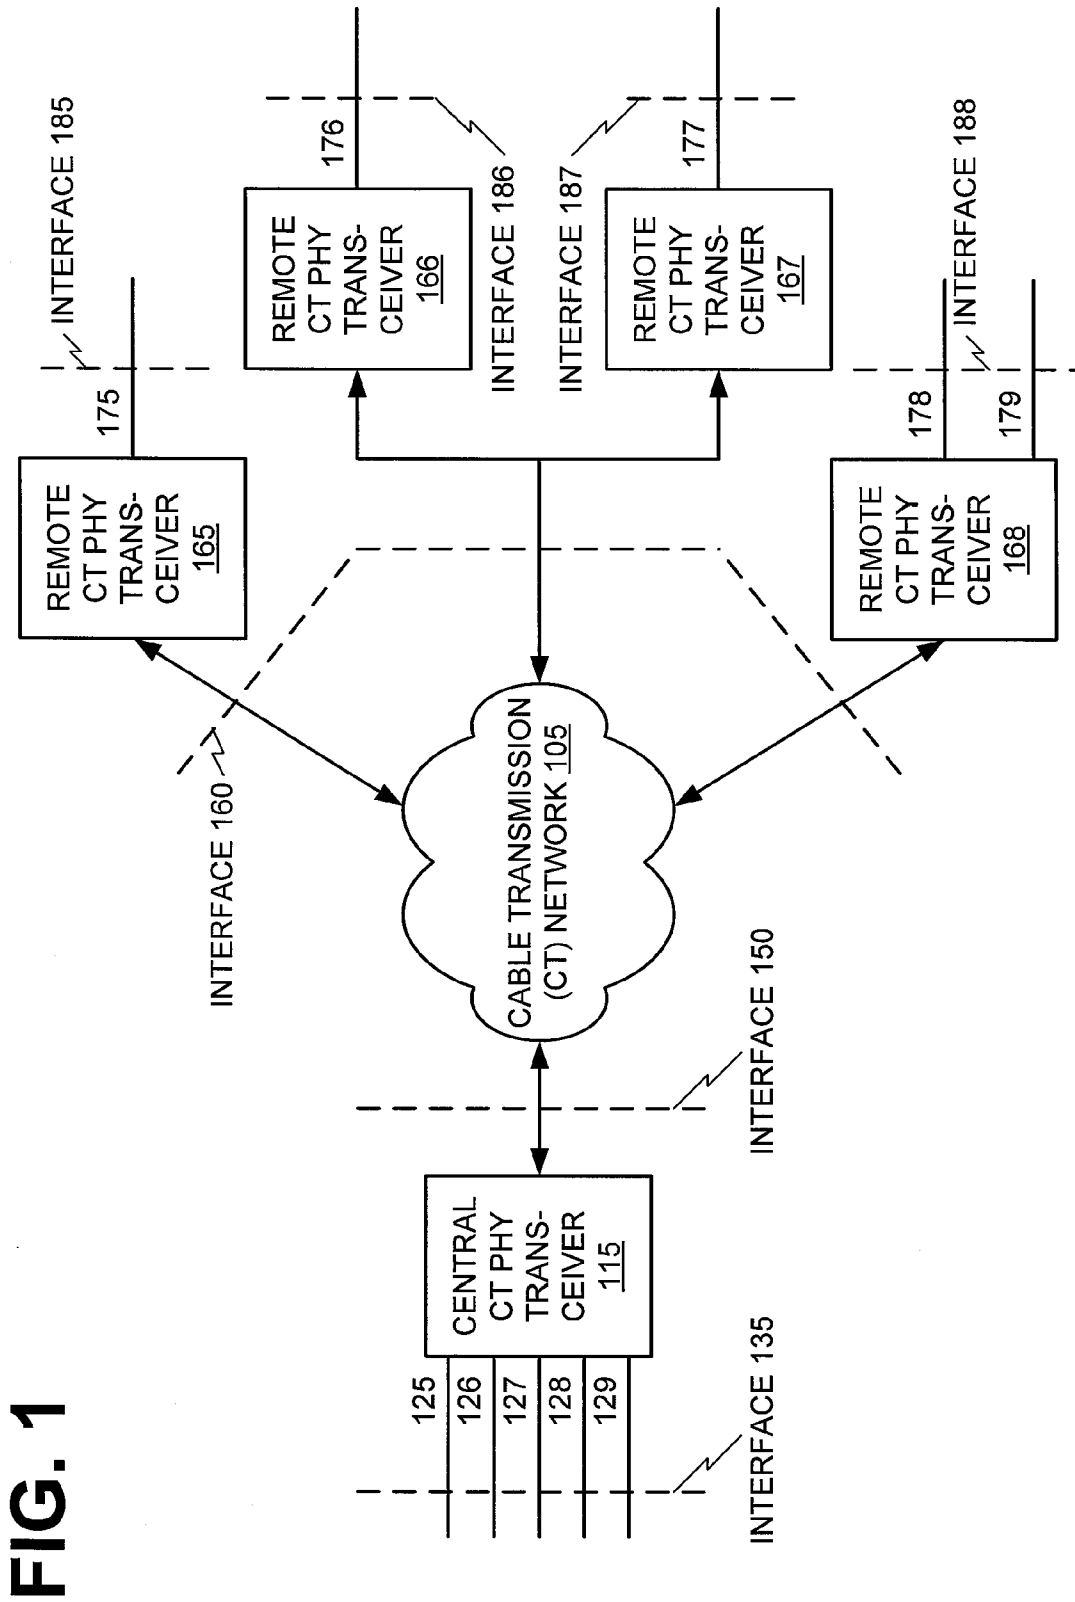 FIG. 1
125
126
127
128
129
INTERFACE 135
CENTRAL
CT PHY
TRANS-
CEIVER
115
INTERFACE 150
CABLE TRANSMISSION
(CT) NETWORK 105
INTERFACE 160
REMOTE
CT PHY
TRANS-
CEIVER
165
175
INTERFACE 185
REMOTE
CT PHY
TRANS-
CEIVER
166
176
INTERFACE 186
INTERFACE 187
REMOTE
CT PHY
TRANS-
CEIVER
167
177
REMOTE
CT PHY
TRANS-
CEIVER
168
178
179
INTERFACE 188